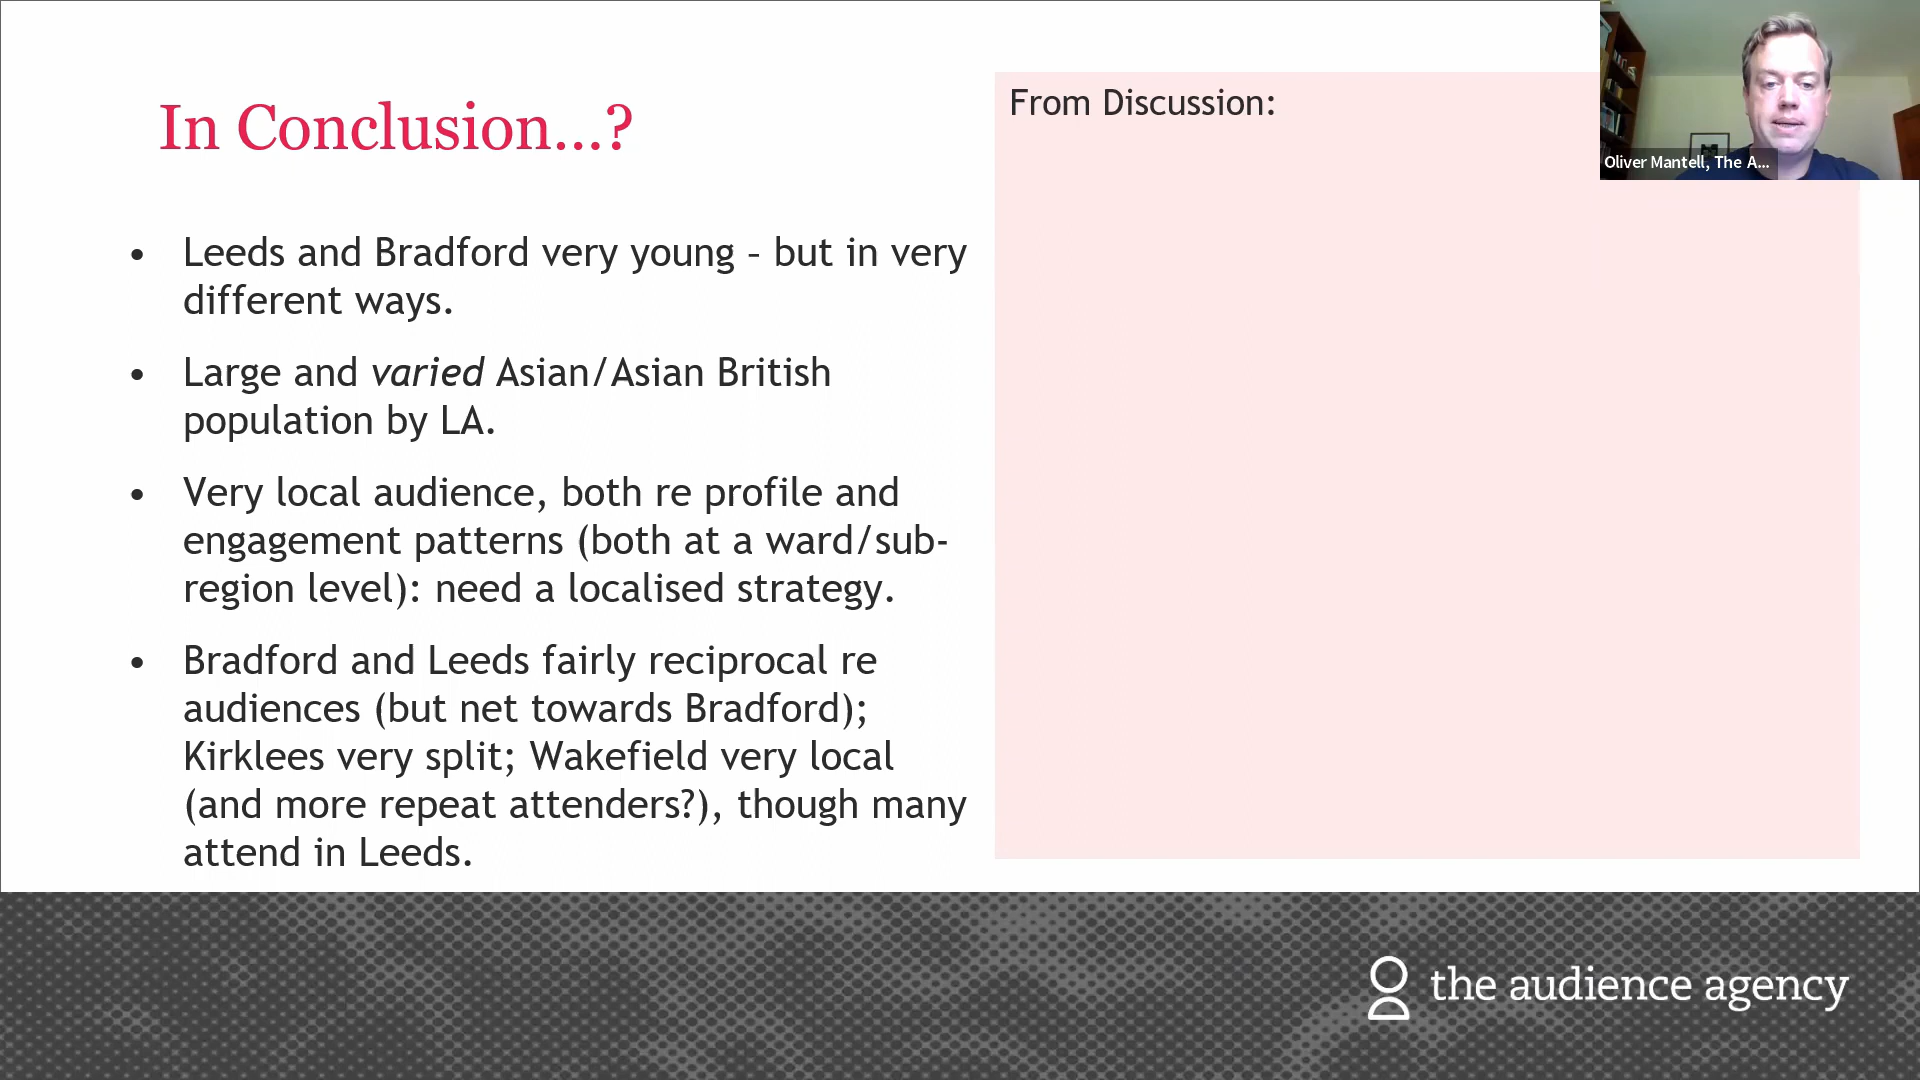 In Conclusion...?
• Leeds and Bradford very young – but in very
different ways.
• Large and varied Asian/Asian British
population by LA.
• Very local audience, both re profile and
engagement patterns (both at a ward/sub-
region level): need a localised strategy.
• Bradford and Leeds fairly reciprocal re
audiences (but net towards Bradford);
Kirklees very split; Wakefield very local
(and more repeat attenders?), though many
attend in Leeds.
From Discussion:
Oliver Mantell, The A...
the audience agency